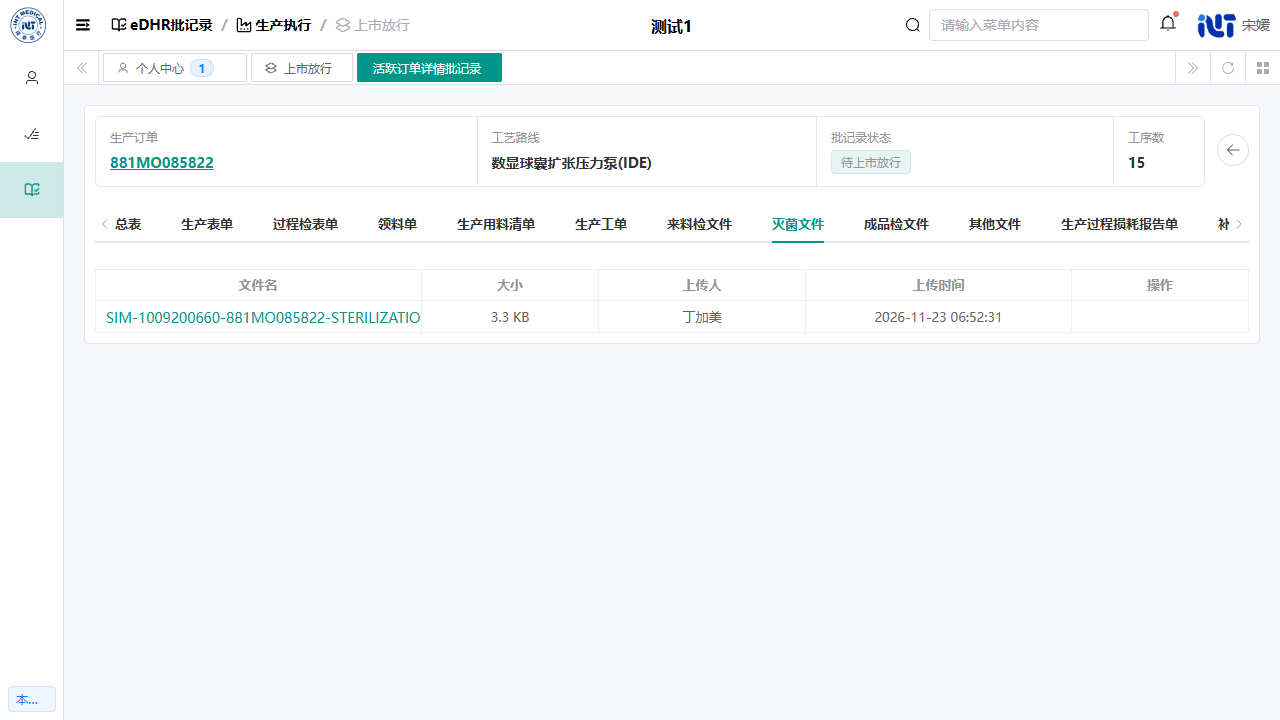 INT MEDICAL
eDHR批记录 / 生产执行 / 上市放行
测试1
请输入菜单内容
宋媛
个人中心 1
上市放行
活跃订单详情批记录
生产订单
881MO085822
工艺路线
数显球囊扩张压力泵(IDE)
批记录状态
待上市放行
工序数
15
总表 生产表单 过程检表单 领料单 生产用料清单 生产工单 来料检文件 灭菌文件 成品检文件 其他文件 生产过程损耗报告单 补
文件名 大小 上传人 上传时间 操作
SIM-1009200660-881MO085822-STERILIZATIO 3.3 KB 丁加美 2026-11-23 06:52:31
本...